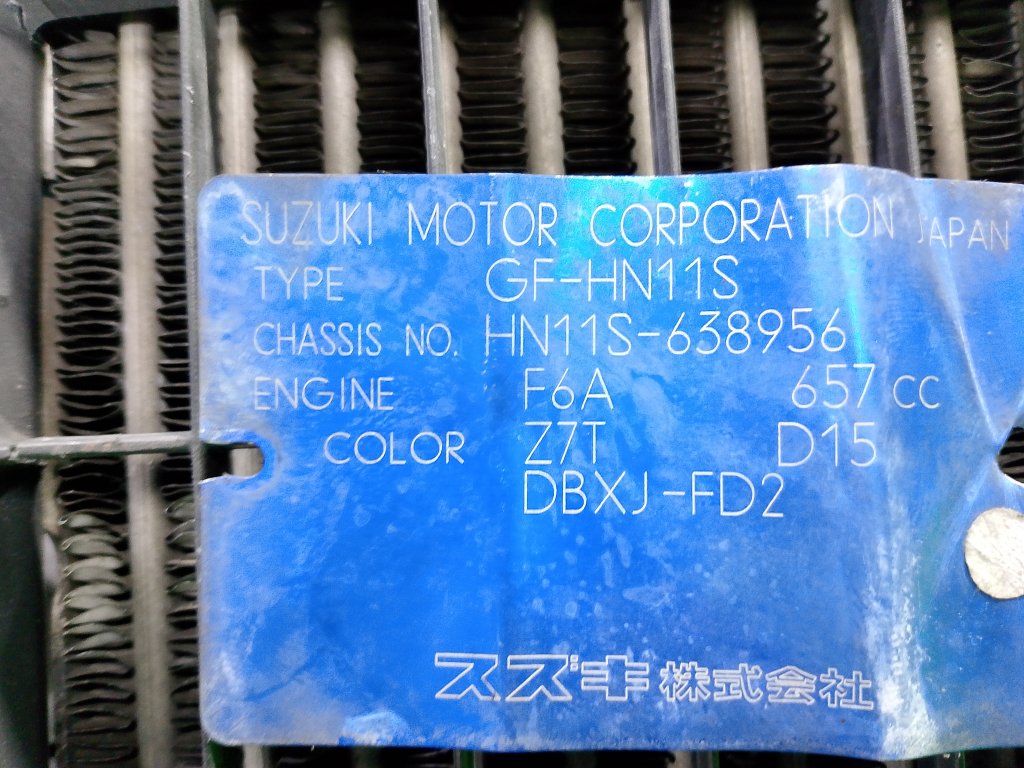 SUZUKI MOTOR CORPORATION JAPAN
TYPE GF-HN11S
CHASSIS NO. HN11S-638956
ENGINE F6A 657 cc
COLOR Z7T D15
DBXJ-FD2
スズキ株式会社